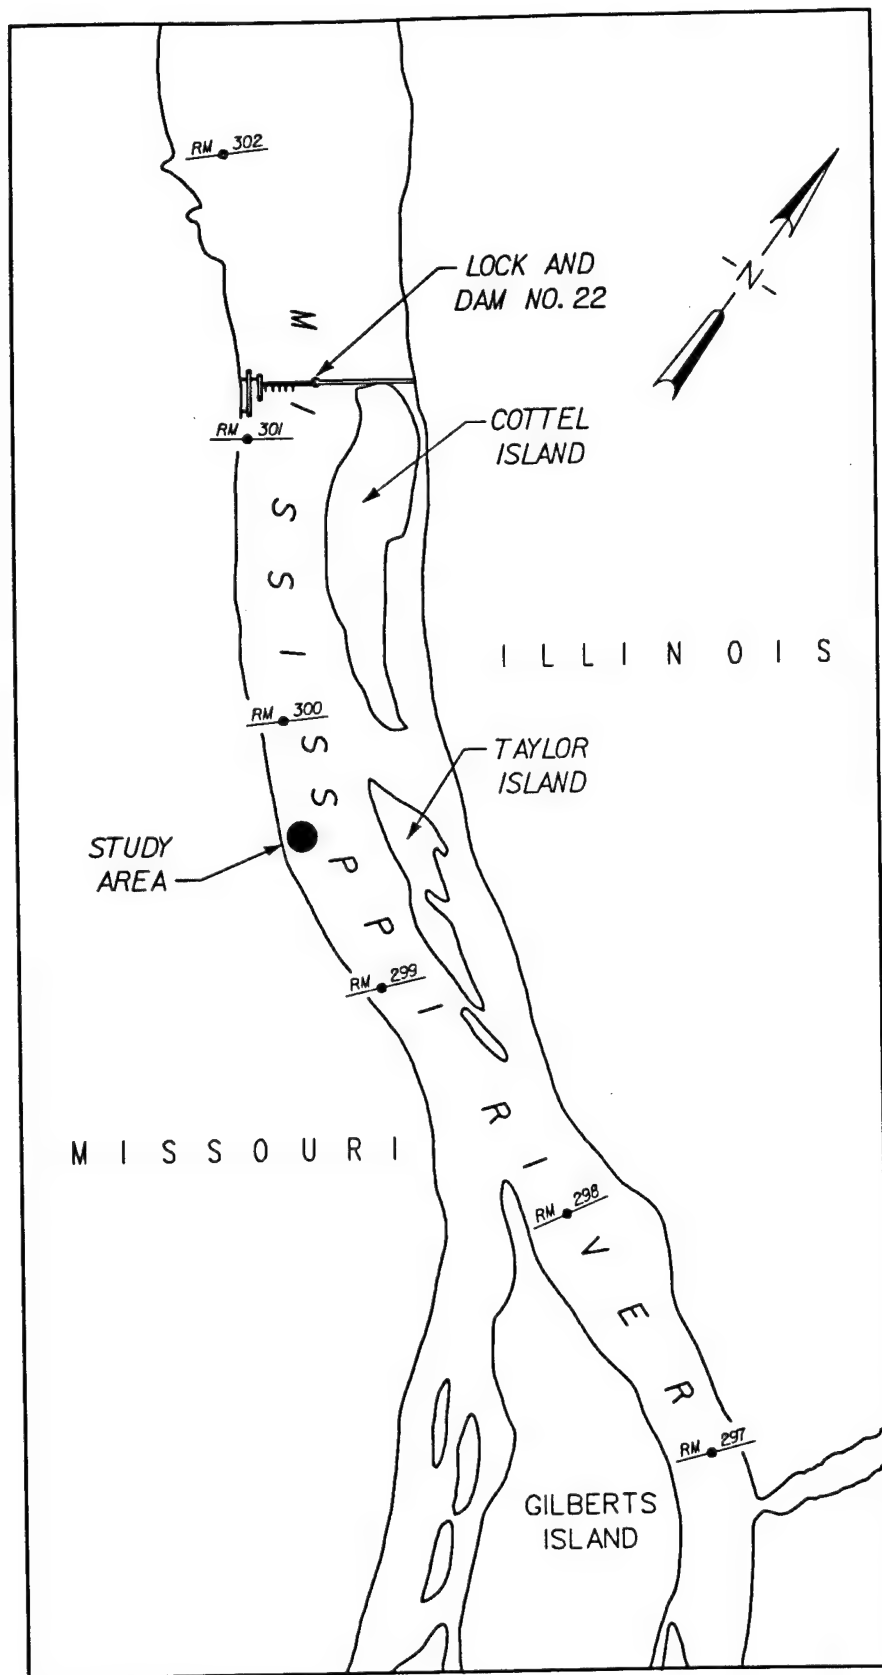 RM 302
N
LOCK AND
DAM NO. 22
RM 301
COTTEL
ISLAND
ILLINOIS
RM 300
TAYLOR
ISLAND
STUDY
AREA
RM 299
MISSISSPPI RIVER
MISSOURI
RM 298
RM 297
GILBERTS
ISLAND